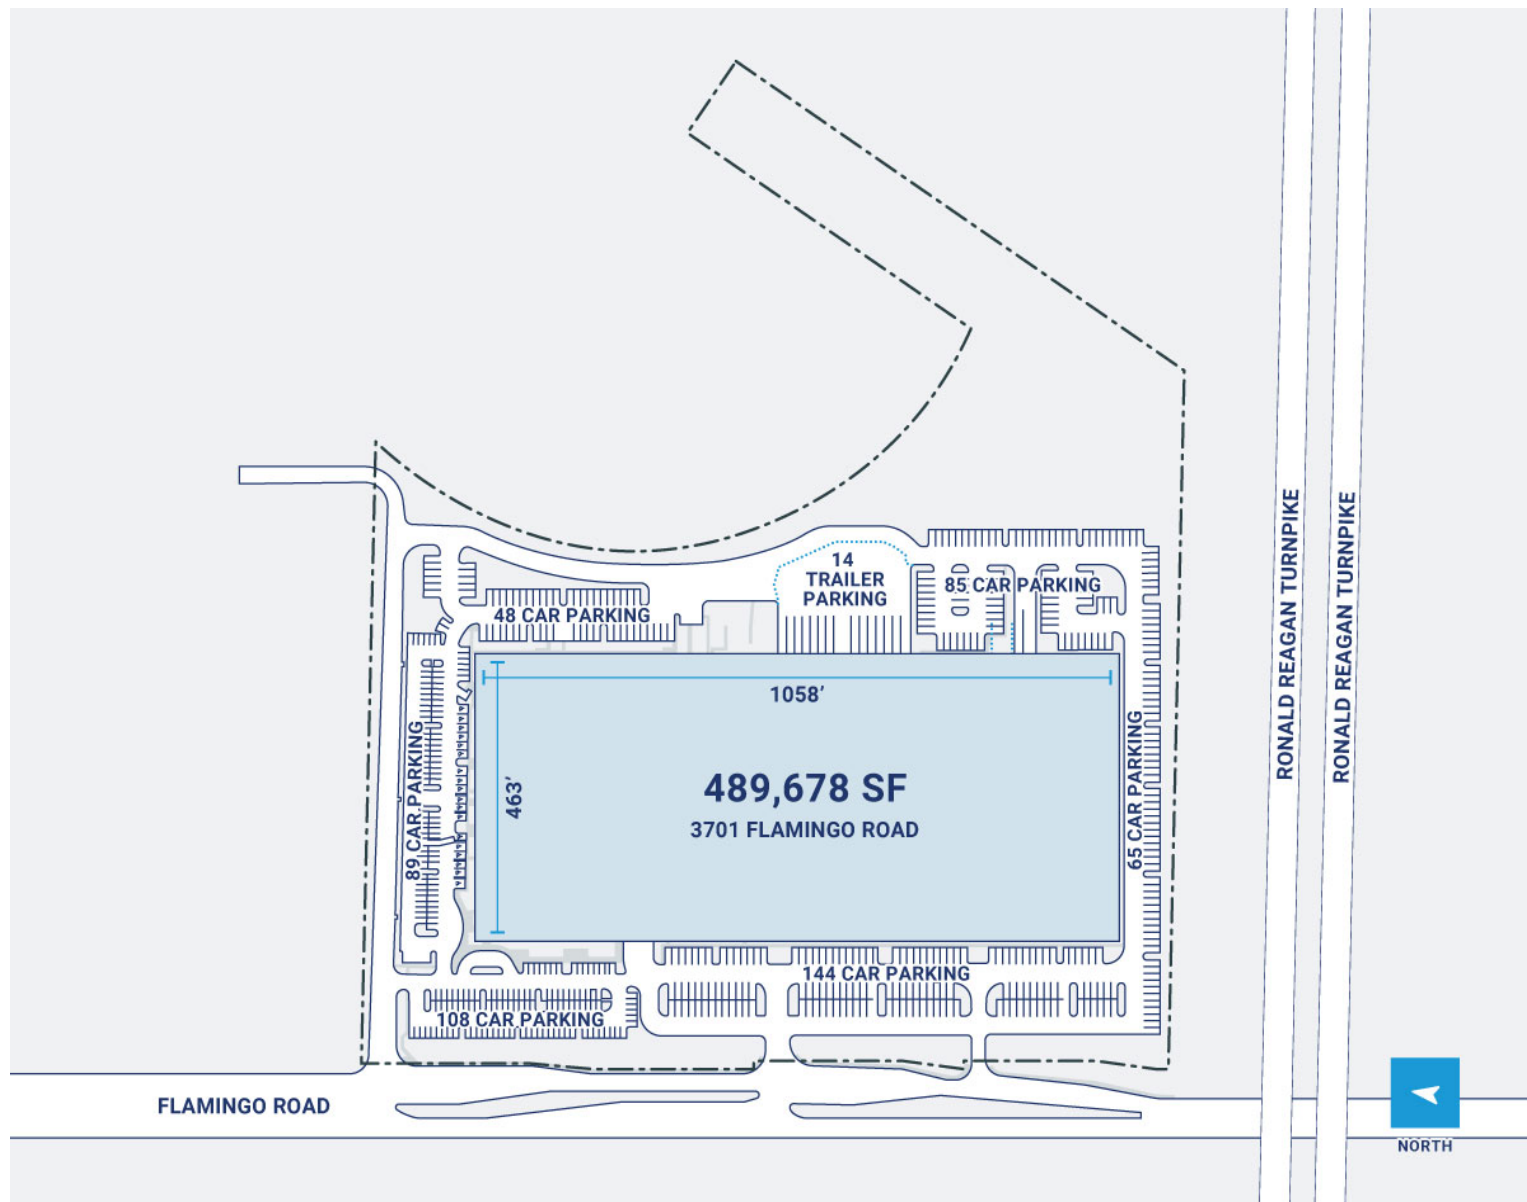 14
TRAILER
PARKING
85 CAR PARKING
48 CAR PARKING
1058’
463’
489,678 SF
3701 FLAMINGO ROAD
89 CAR PARKING
65 CAR PARKING
144 CAR PARKING
108 CAR PARKING
RONALD REAGAN TURNPIKE
RONALD REAGAN TURNPIKE
FLAMINGO ROAD
NORTH